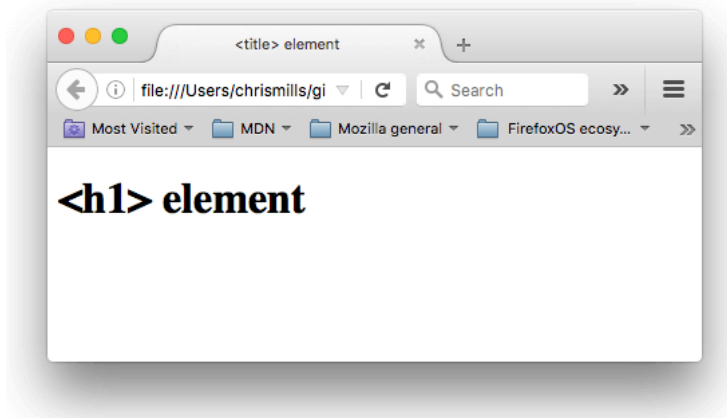 <title> element
file:///Users/chrismills/gi
Search
Most Visited
MDN
Mozilla general
FirefoxOS ecosy...
<h1> element